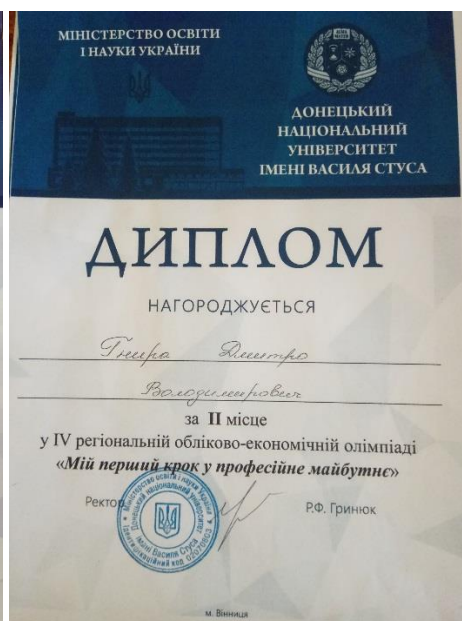 МІНІСТЕРСТВО ОСВІТИ
І НАУКИ УКРАЇНИ
ДОНЕЦЬКИЙ
НАЦІОНАЛЬНИЙ
УНІВЕРСИТЕТ
ІМЕНІ ВАСИЛЯ СТУСА
ДИПЛОМ
НАГОРОДЖУЄТЬСЯ
Гнира Дмитро
Володимирович
за II місце
у IV регіональній обліково-економічній олімпіаді
«Мій перший крок у професійне майбутнє»
Ректор Р.Ф. Гринюк
м. Вінниця